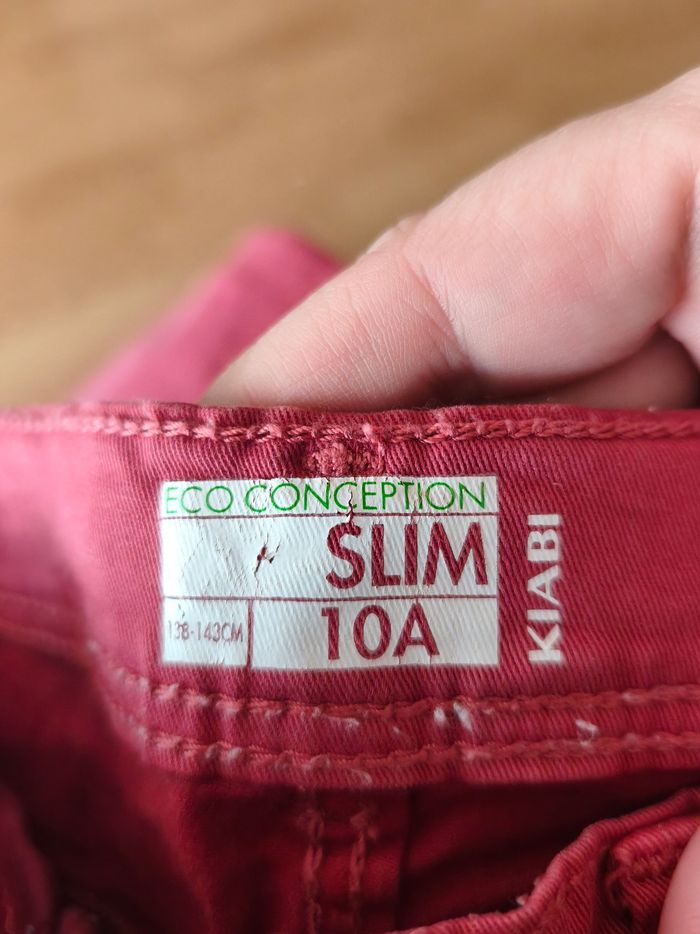 ECO CONCEPTION
SLIM
138-143CM
10A
KIABI